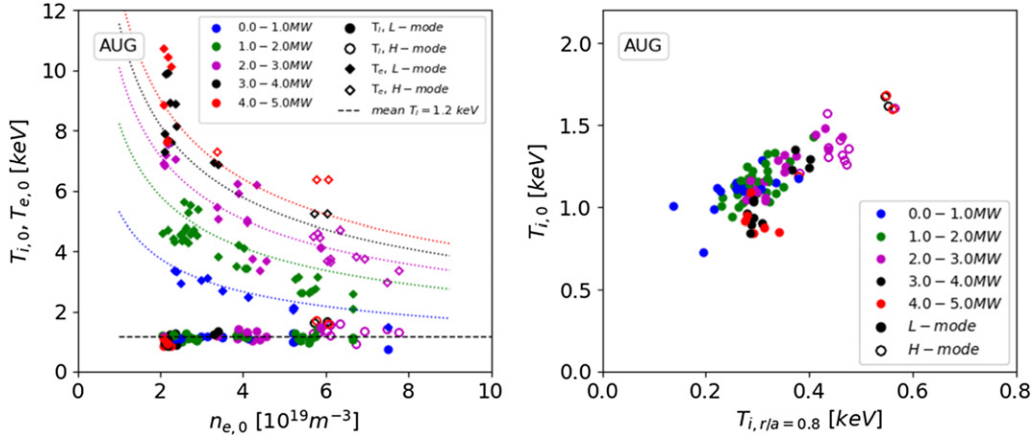 12
10
8
6
4
2
0
T_{i,0}, T_{e,0} [keV]
AUG
0.0 − 1.0MW
1.0 − 2.0MW
2.0 − 3.0MW
3.0 − 4.0MW
4.0 − 5.0MW
T_i, L − mode
T_i, H − mode
T_e, L − mode
T_e, H − mode
mean T_i = 1.2 keV
0 2 4 6 8 10
n_{e,0} [10^{19}m^{−3}]
2.0
1.5
1.0
0.5
0.0
T_{i,0} [keV]
AUG
0.0 − 1.0MW
1.0 − 2.0MW
2.0 − 3.0MW
3.0 − 4.0MW
4.0 − 5.0MW
L − mode
H − mode
0.0 0.2 0.4 0.6 0.8
T_{i, r/a = 0.8} [keV]